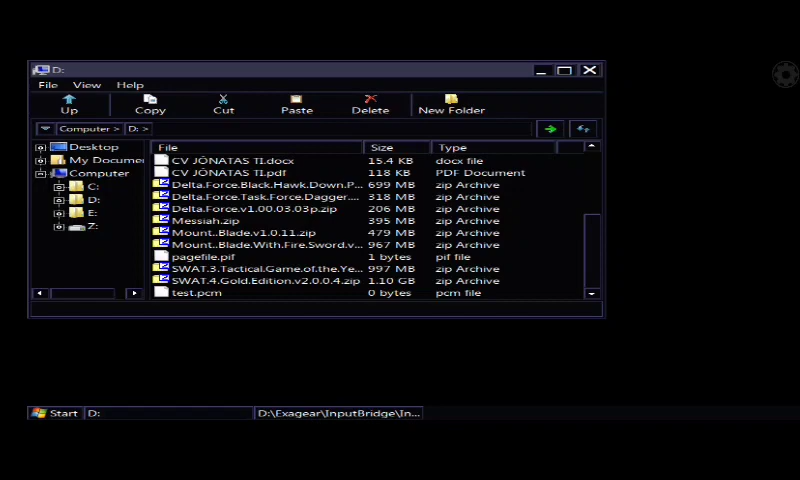 D:
File View Help
Up Copy Cut Paste Delete New Folder
Computer > D: >
Desktop
My Docume
Computer
C:
D:
E:
Z:
File Size Type
CV JÔNATAS TI.docx 15.4 KB docx file
CV JÔNATAS TI.pdf 118 KB PDF Document
Delta.Force.Black.Hawk.Down.P... 699 MB zip Archive
Delta.Force.Task.Force.Dagger.... 318 MB zip Archive
Delta.Force.v1.00.03.03p.zip 206 MB zip Archive
Messiah.zip 395 MB zip Archive
Mount..Blade.v1.0.11.zip 479 MB zip Archive
Mount..Blade.With.Fire.Sword.v... 967 MB zip Archive
pagefile.pif 1 bytes pif file
SWAT.3.Tactical.Game.of.the.Ye... 997 MB zip Archive
SWAT.4.Gold.Edition.v2.0.0.4.zip 1.10 GB zip Archive
test.pcm 0 bytes pcm file
Start D: D:\Exagear\InputBridge\In...